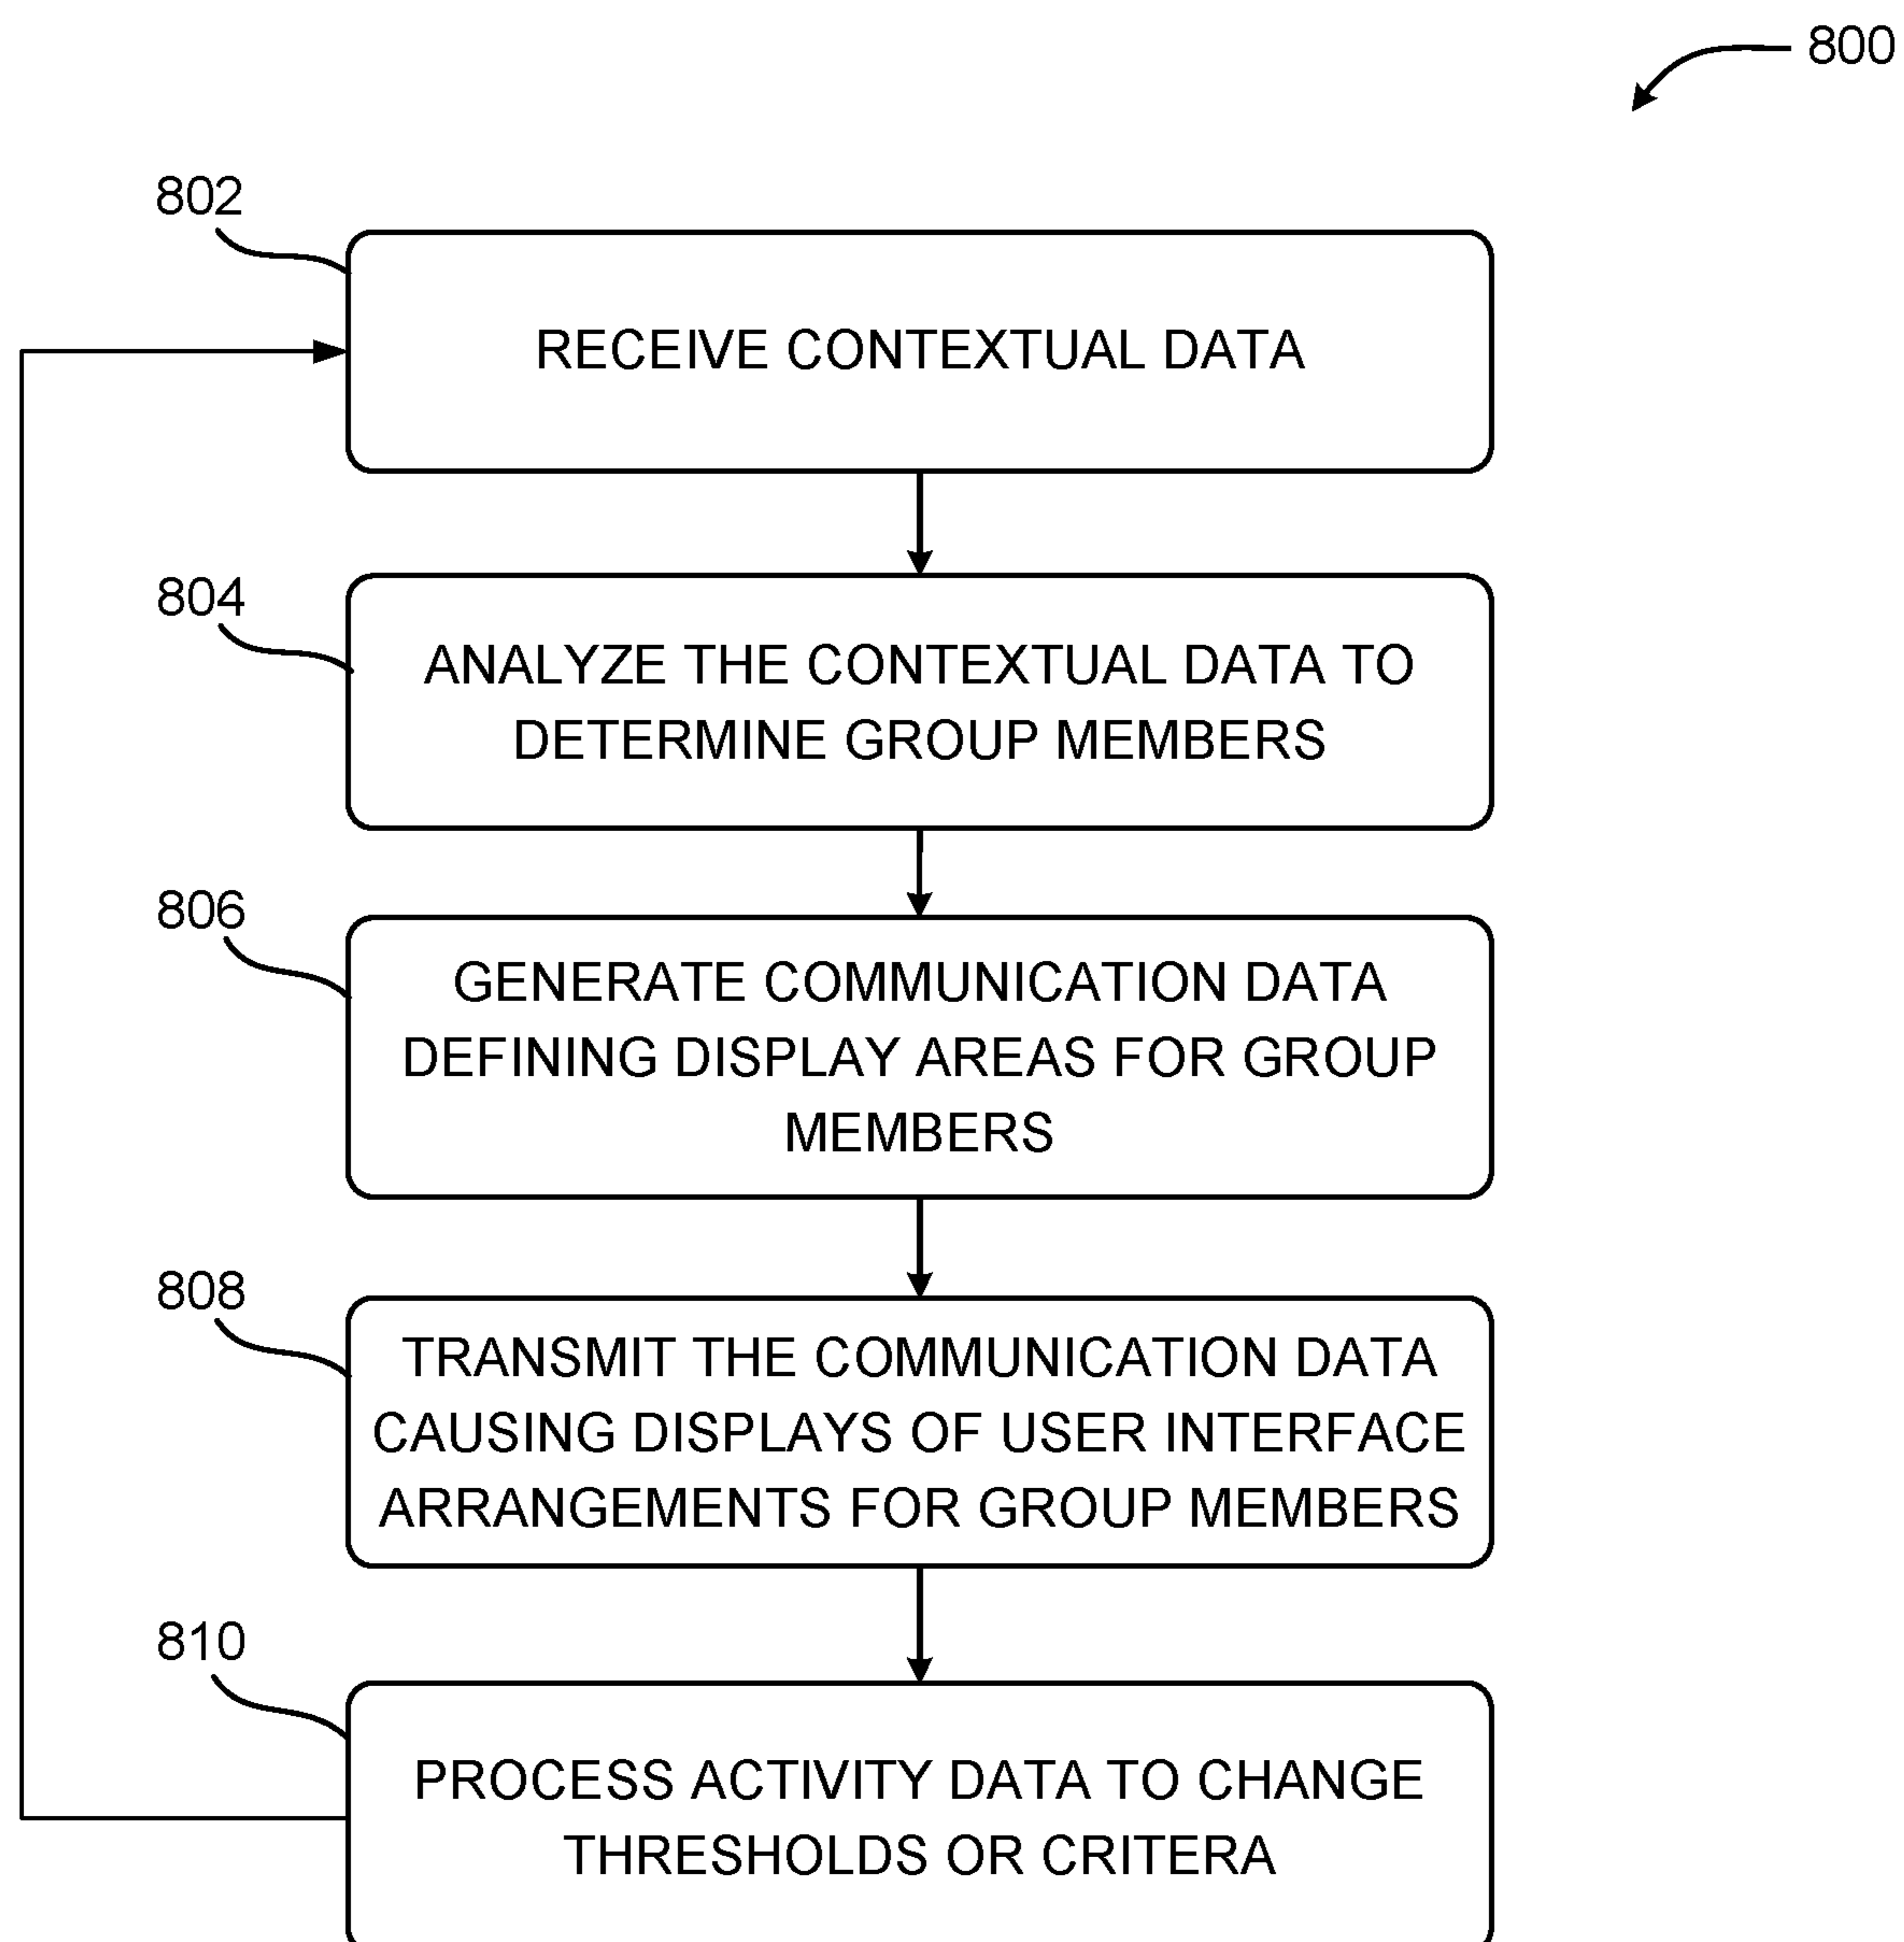 800
802
RECEIVE CONTEXTUAL DATA
804
ANALYZE THE CONTEXTUAL DATA TO
DETERMINE GROUP MEMBERS
806
GENERATE COMMUNICATION DATA
DEFINING DISPLAY AREAS FOR GROUP
MEMBERS
808
TRANSMIT THE COMMUNICATION DATA
CAUSING DISPLAYS OF USER INTERFACE
ARRANGEMENTS FOR GROUP MEMBERS
810
PROCESS ACTIVITY DATA TO CHANGE
THRESHOLDS OR CRITERA